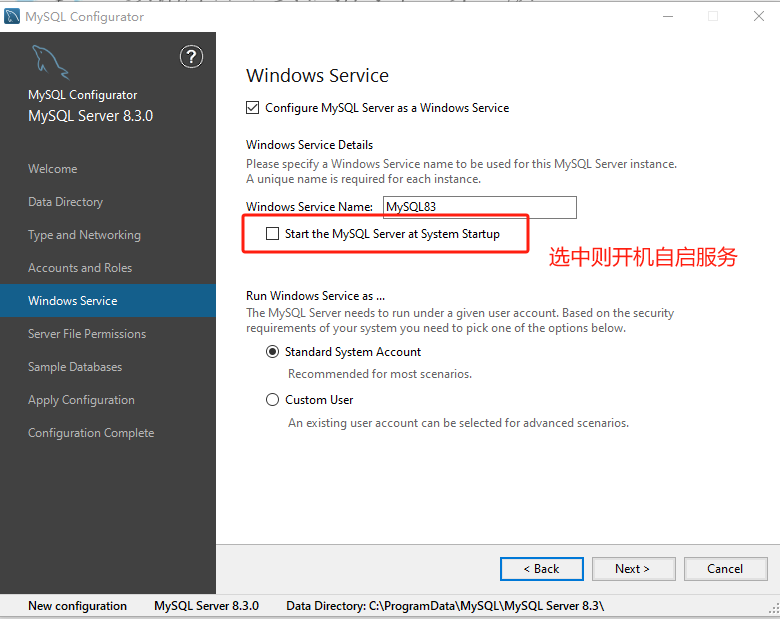 MySQL Configurator
?
MySQL Configurator
MySQL Server 8.3.0
Welcome
Data Directory
Type and Networking
Accounts and Roles
Windows Service
Server File Permissions
Sample Databases
Apply Configuration
Configuration Complete
Windows Service
Configure MySQL Server as a Windows Service
Windows Service Details
Please specify a Windows Service name to be used for this MySQL Server instance.
A unique name is required for each instance.
Windows Service Name: MySQL83
Start the MySQL Server at System Startup
选中则开机自启服务
Run Windows Service as ...
The MySQL Server needs to run under a given user account. Based on the security
requirements of your system you need to pick one of the options below.
Standard System Account
Recommended for most scenarios.
Custom User
An existing user account can be selected for advanced scenarios.
< Back Next > Cancel
New configuration MySQL Server 8.3.0 Data Directory: C:\ProgramData\MySQL\MySQL Server 8.3\